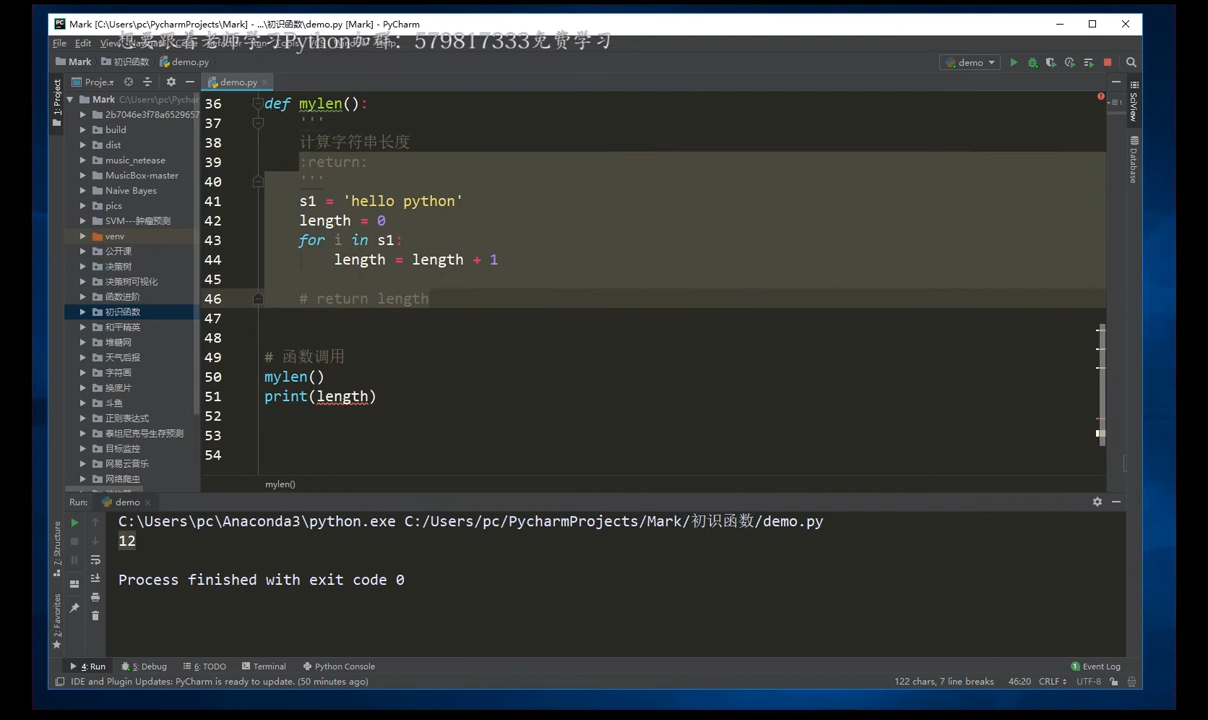 Mark [C:\Users\pc\PycharmProjects\Mark] - ...\初识函数\demo.py [Mark] - PyCharm
想要跟着老师学习Python加群：579817333免费学习
File Edit View
Mark 初识函数 demo.py
demo
Proje..
demo.py
1: Project
Mark C:\Users\pc\Pychar
2b7046e3f78a6529657
build
dist
music_netease
MusicBox-master
Naive Bayes
pics
SVM---肿瘤预测
venv
公开课
决策树
决策树可视化
函数进阶
初识函数
和平精英
堆糖网
天气后报
字符画
换底片
斗鱼
正则表达式
泰坦尼克号生存预测
目标监控
网易云音乐
网络爬虫
36 def mylen():
37 '''
38 计算字符串长度
39 :return:
40 '''
41 s1 = 'hello python'
42 length = 0
43 for i in s1:
44 length = length + 1
45
46 # return length
47
48
49 # 函数调用
50 mylen()
51 print(length)
52
53
54
mylen()
SciView
Database
Run: demo
C:\Users\pc\Anaconda3\python.exe C:/Users/pc/PycharmProjects/Mark/初识函数/demo.py
12
Process finished with exit code 0
7: Structure
2: Favorites
4: Run 5: Debug 6: TODO Terminal Python Console
1 Event Log
IDE and Plugin Updates: PyCharm is ready to update. (50 minutes ago)
122 chars, 7 line breaks 46:20 CRLF UTF-8